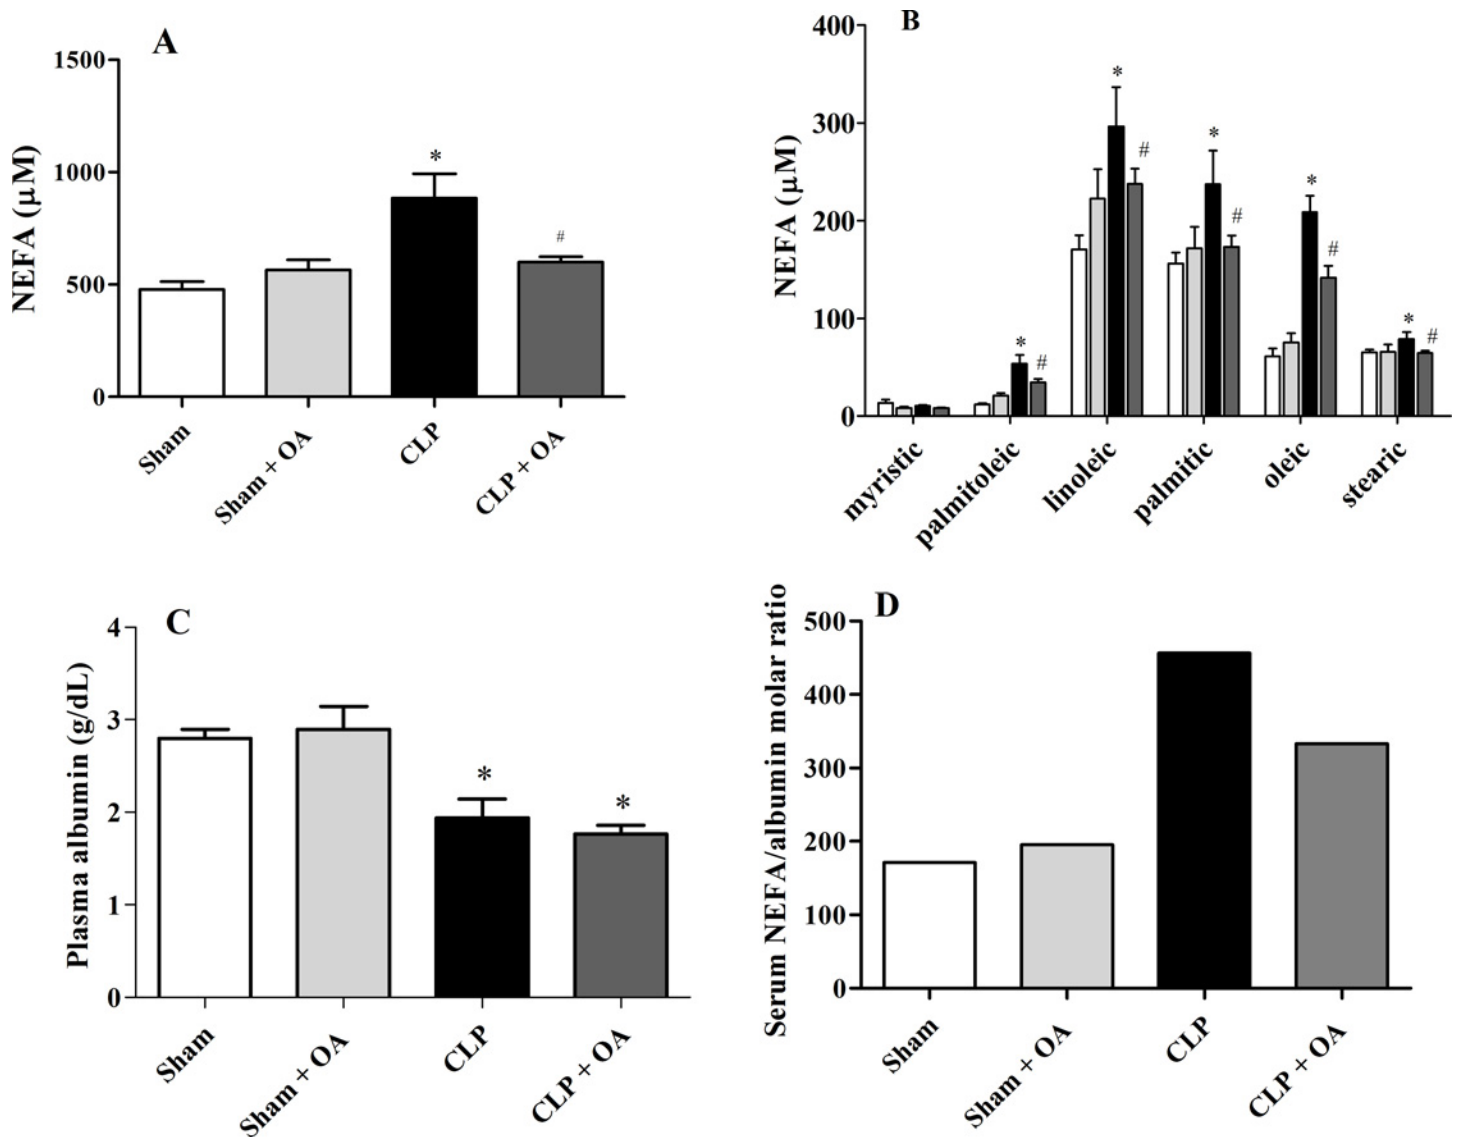 A
1500
1000
500
0
NEFA (µM)
*
#
Sham
Sham + OA
CLP
CLP + OA
B
400
300
200
100
0
NEFA (µM)
*
#
*
#
*
#
*
#
*
#
myristic
palmitoleic
linoleic
palmitic
oleic
stearic
C
4
3
2
1
0
Plasma albumin (g/dL)
*
*
Sham
Sham + OA
CLP
CLP + OA
D
500
400
300
200
100
0
Serum NEFA/albumin molar ratio
Sham
Sham + OA
CLP
CLP + OA